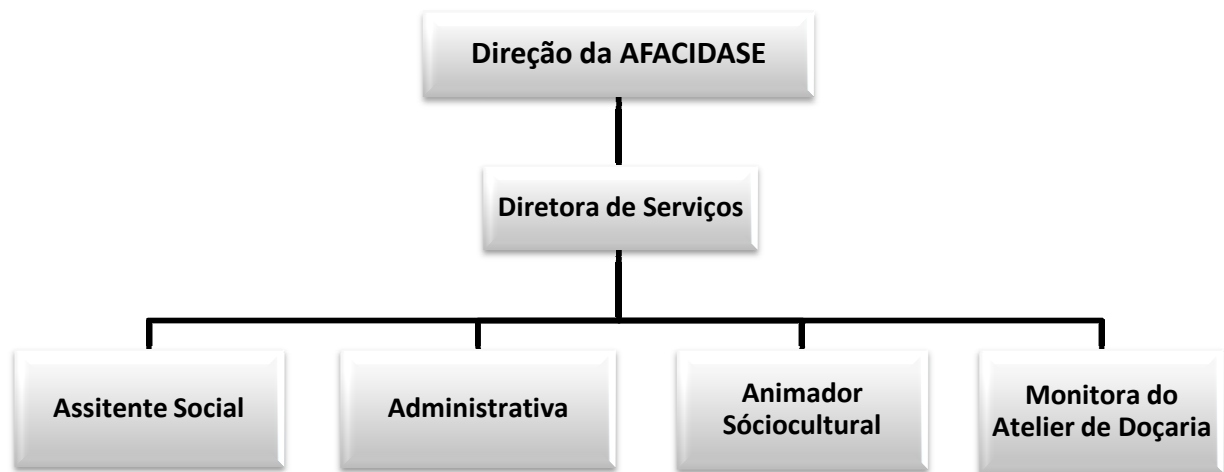 Direção da AFACIDASE
Diretora de Serviços
Assitente Social
Administrativa
Animador
Sóciocultural
Monitora do
Atelier de Doçaria